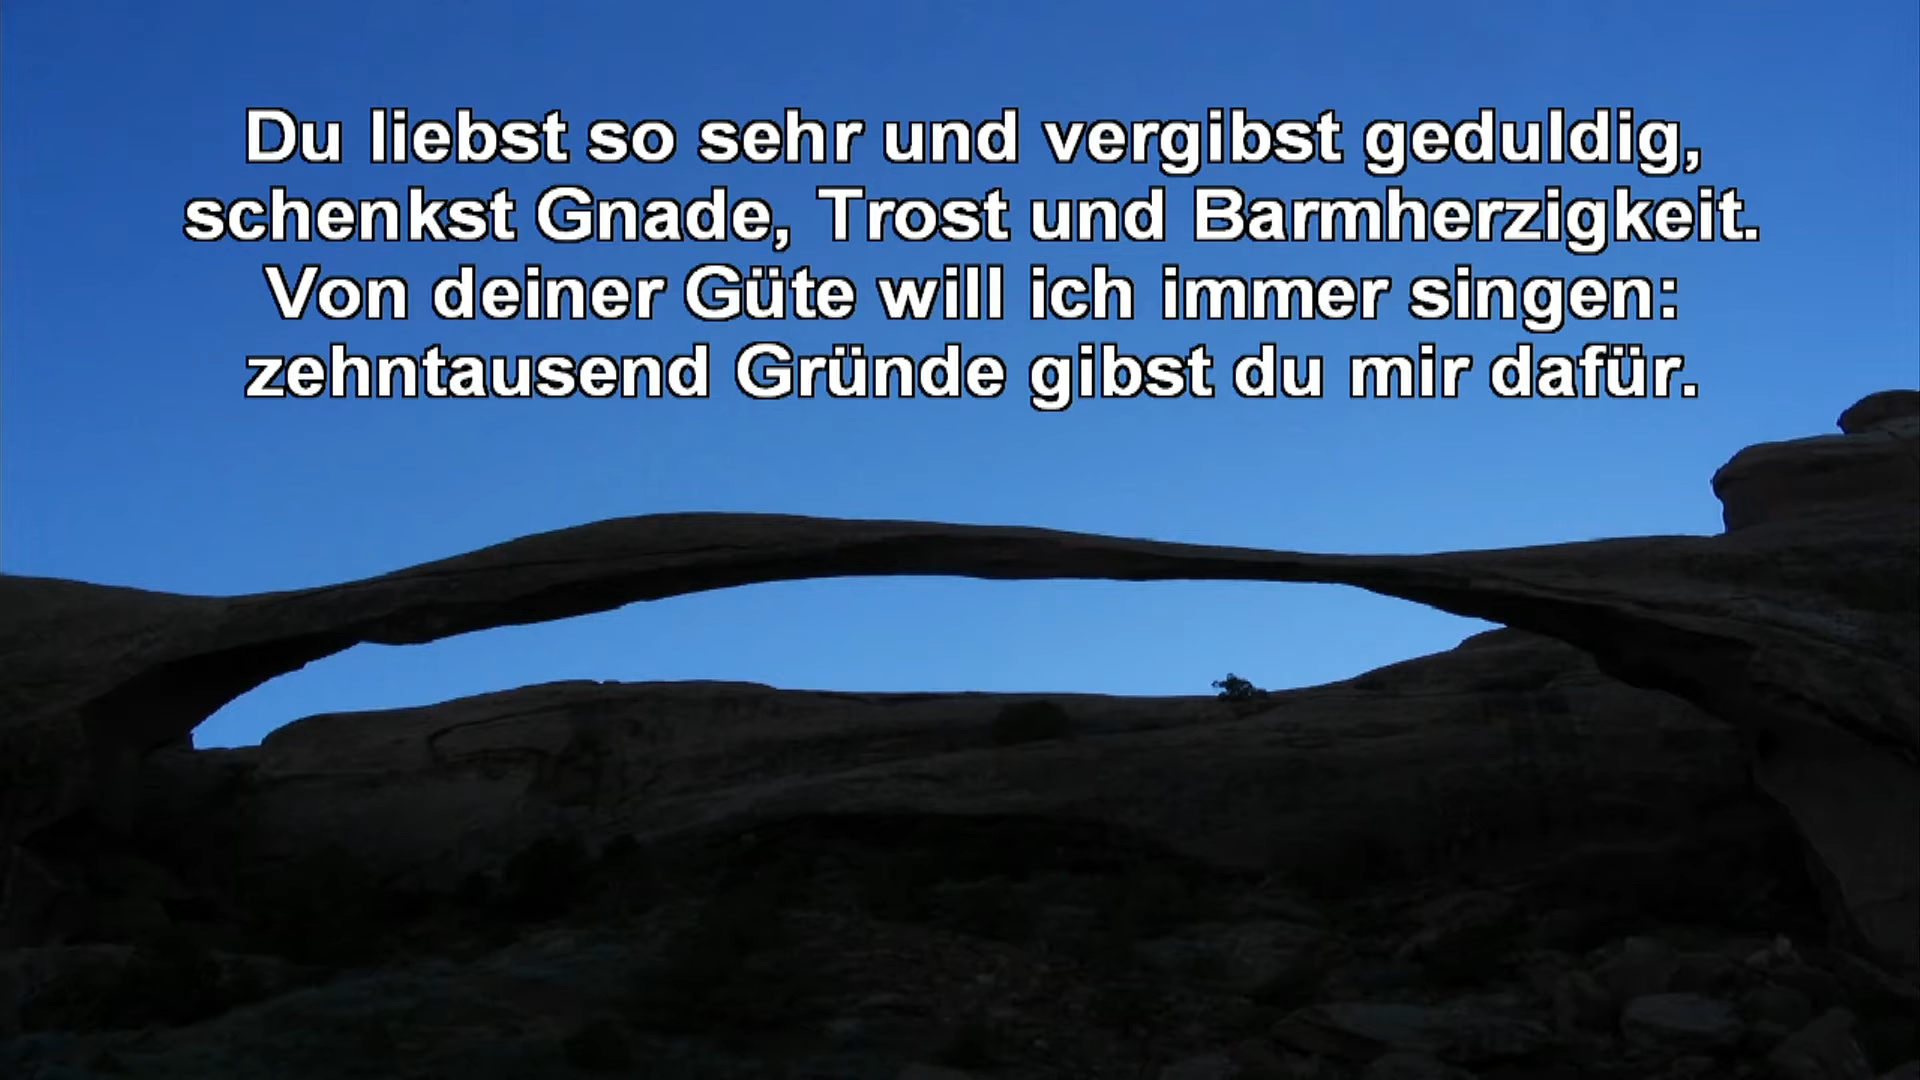 Du liebst so sehr und vergibst geduldig,
schenkst Gnade, Trost und Barmherzigkeit.
Von deiner Güte will ich immer singen:
zehntausend Gründe gibst du mir dafür.